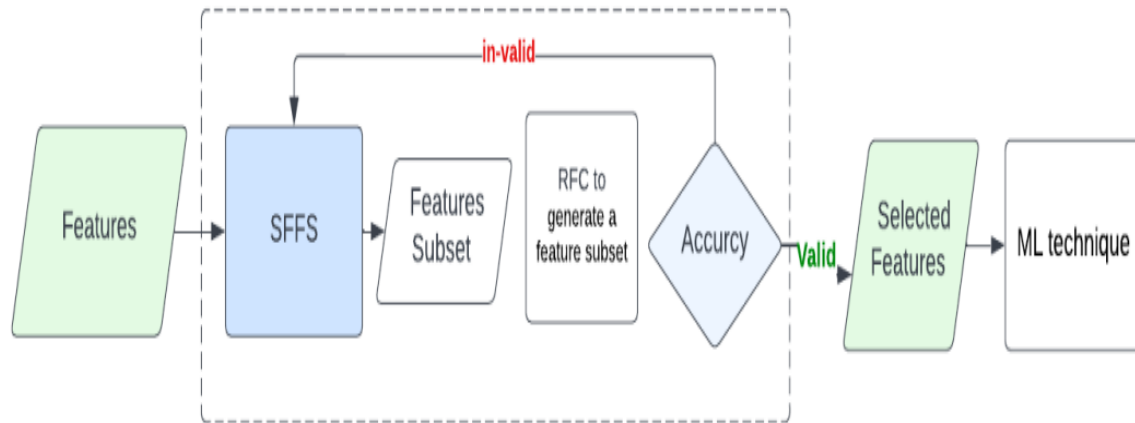 in-valid
Features
SFFS
Features
Subset
RFC to
generate a
feature subset
Accurcy
Valid
Selected
Features
ML technique